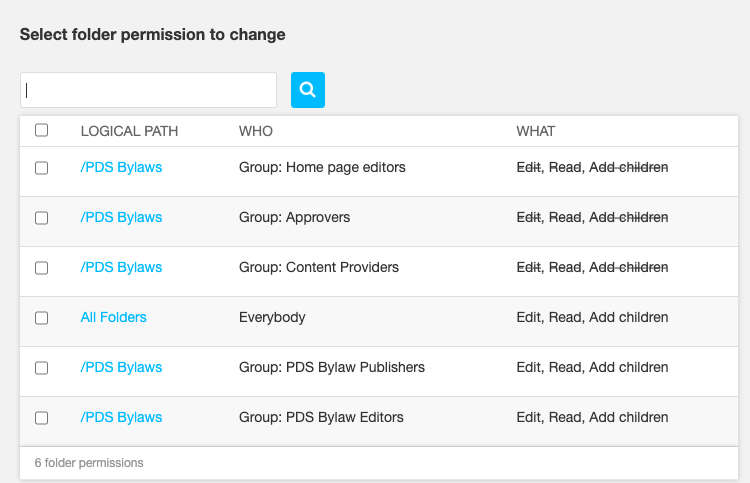 Select folder permission to change
LOGICAL PATH WHO WHAT
/PDS Bylaws Group: Home page editors Edit, Read, Add children
/PDS Bylaws Group: Approvers Edit, Read, Add children
/PDS Bylaws Group: Content Providers Edit, Read, Add children
All Folders Everybody Edit, Read, Add children
/PDS Bylaws Group: PDS Bylaw Publishers Edit, Read, Add children
/PDS Bylaws Group: PDS Bylaw Editors Edit, Read, Add children
6 folder permissions